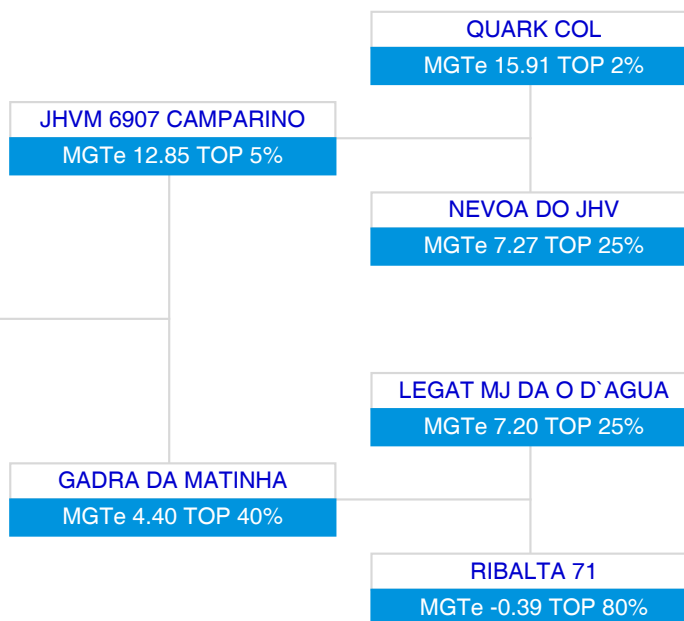 QUARK COL
MGTe 15.91 TOP 2%
JHVM 6907 CAMPARINO
MGTe 12.85 TOP 5%
NEVOA DO JHV
MGTe 7.27 TOP 25%
LEGAT MJ DA O D`AGUA
MGTe 7.20 TOP 25%
GADRA DA MATINHA
MGTe 4.40 TOP 40%
RIBALTA 71
MGTe -0.39 TOP 80%